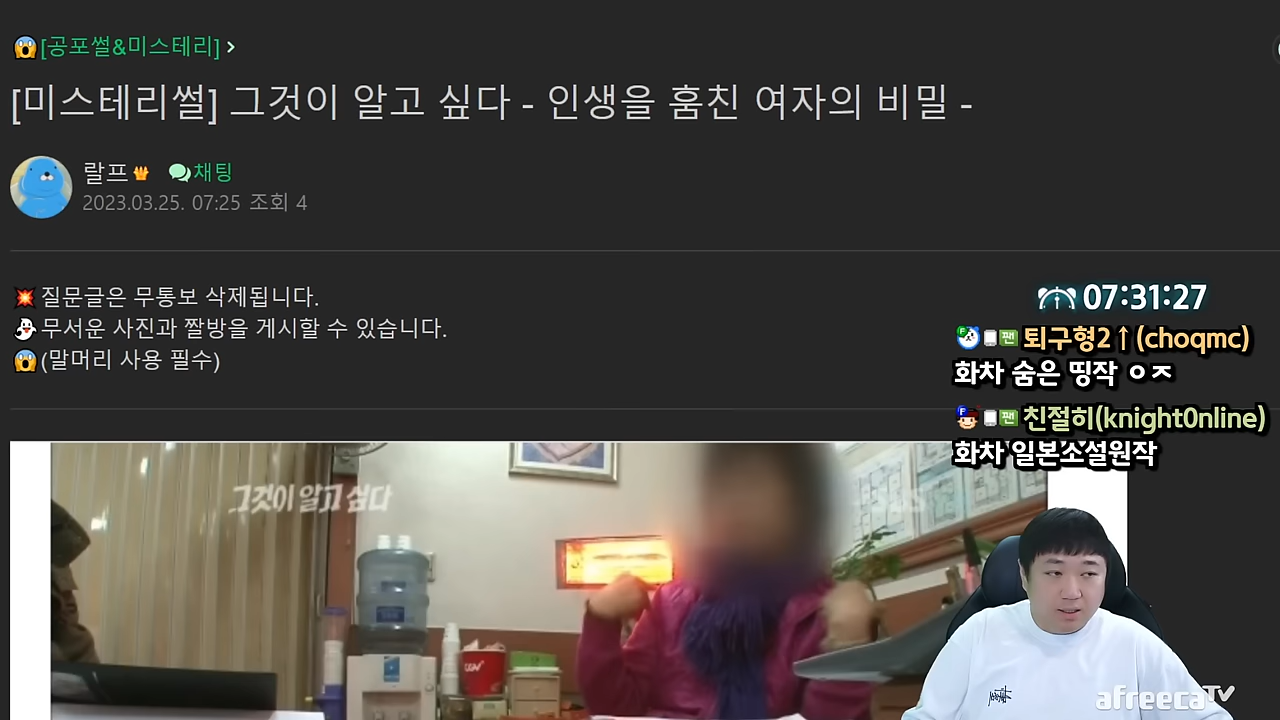 [공포썰&미스테리] >
[미스테리썰] 그것이 알고 싶다 - 인생을 훔친 여자의 비밀 -
랄프 채팅
2023.03.25. 07:25 조회 4
질문글은 무통보 삭제됩니다.
무서운 사진과 짤방을 게시할 수 있습니다.
(말머리 사용 필수)
07:31:27
F 팬 퇴구형2↑(choqmc)
화차 숨은 띵작 ㅇㅈ
F 팬 친절히(knight0nline)
화차 일본소설원작
그것이 알고 싶다
SBS
afreecaTV